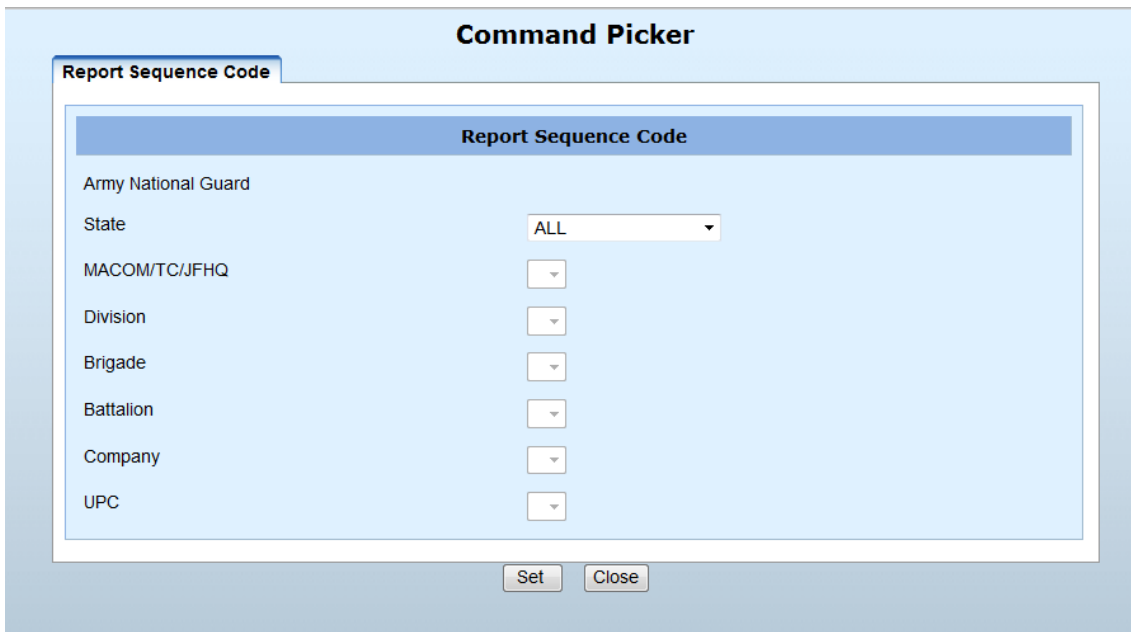 Command Picker
Report Sequence Code
Report Sequence Code
Army National Guard
State ALL
MACOM/TC/JFHQ
Division
Brigade
Battalion
Company
UPC
Set Close